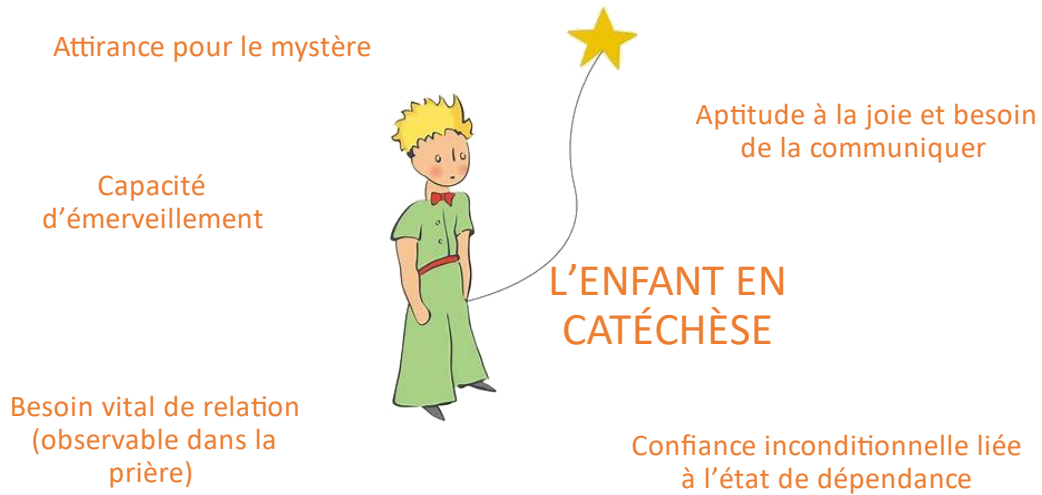 Attirance pour le mystère
Aptitude à la joie et besoin
de la communiquer
Capacité
d’émerveillement
L’ENFANT EN
CATÉCHÈSE
Besoin vital de relation
(observable dans la
prière)
Confiance inconditionnelle liée
à l’état de dépendance